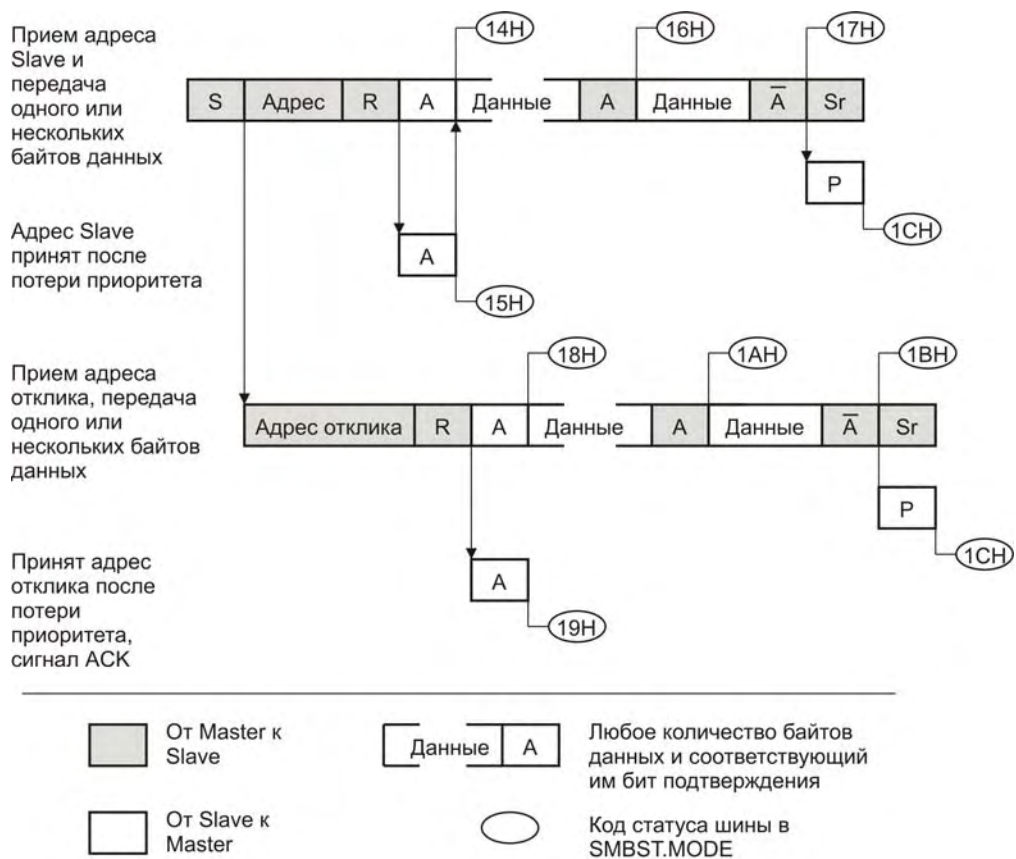 Прием адреса
Slave и
передача
одного или
нескольких
байтов данных
14H
16H
17H
S Адрес R A Данные A Данные A̅ Sr
P
1CH
Адрес Slave
принят после
потери приоритета
A
15H
18H
1AH
1BH
Прием адреса
отклика, передача
одного или
нескольких байтов
данных
Адрес отклика R A Данные A Данные A̅ Sr
P
1CH
Принят адрес
отклика после
потери
приоритета,
сигнал ACK
A
19H
От Master к
Slave
Данные A
Любое количество байтов
данных и соответствующий
им бит подтверждения
От Slave к
Master
Код статуса шины в
SMBST.MODE